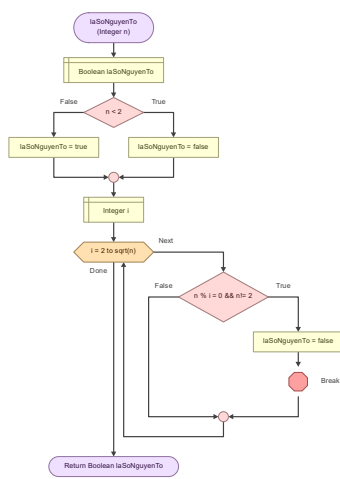 laSoNguyenTo
(Integer n)
Boolean laSoNguyenTo
False
True
n < 2
laSoNguyenTo = true
laSoNguyenTo = false
Integer i
i = 2 to sqrt(n)
Next
Done
False
True
n % i = 0 && n!= 2
laSoNguyenTo = false
Break
Return Boolean laSoNguyenTo